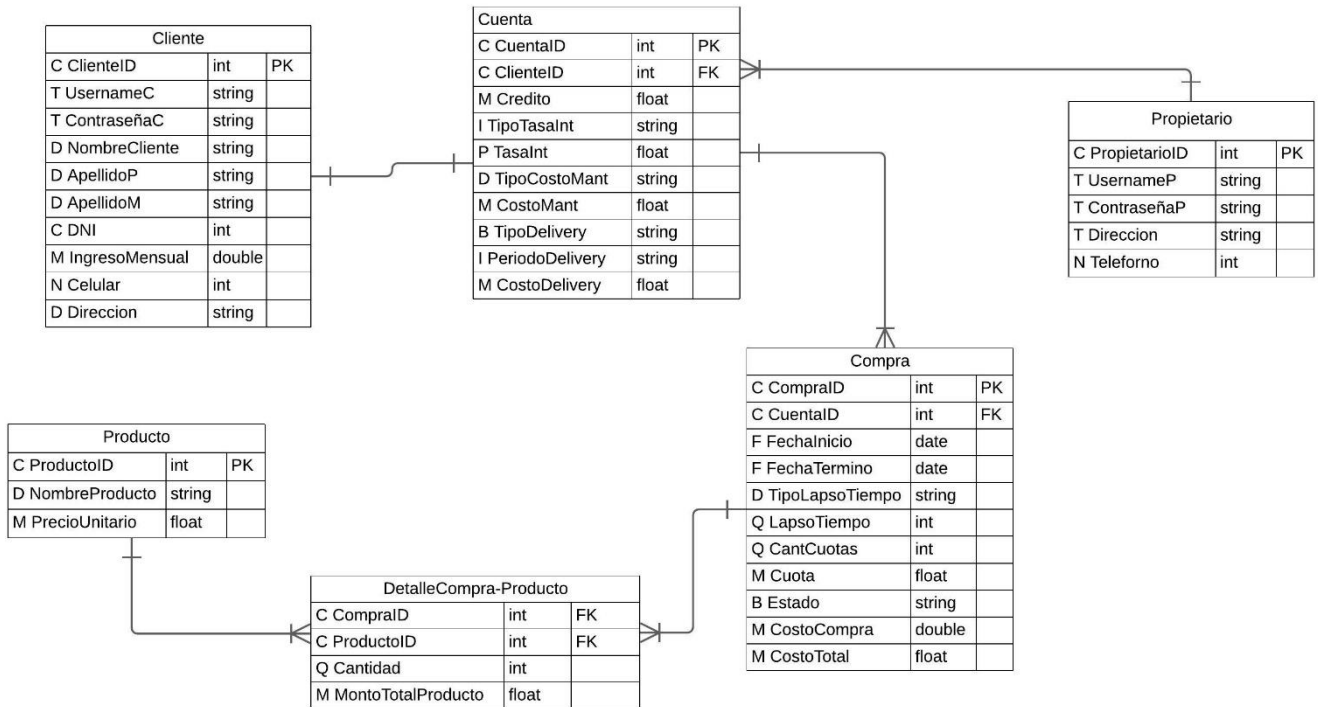 Cliente
C ClienteID int PK
T UsernameC string
T ContraseñaC string
D NombreCliente string
D ApellidoP string
D ApellidoM string
C DNI int
M IngresoMensual double
N Celular int
D Direccion string
Cuenta
C CuentaID int PK
C ClienteID int FK
M Credito float
I TipoTasaInt string
P TasaInt float
D TipoCostoMant string
M CostoMant float
B TipoDelivery string
I PeriodoDelivery string
M CostoDelivery float
Propietario
C PropietarioID int PK
T UsernameP string
T ContraseñaP string
T Direccion string
N Teleforno int
Compra
C CompraID int PK
C CuentaID int FK
F FechaInicio date
F FechaTermino date
D TipoLapsoTiempo string
Q LapsoTiempo int
Q CantCuotas int
M Cuota float
B Estado string
M CostoCompra double
M CostoTotal float
Producto
C ProductoID int PK
D NombreProducto string
M PrecioUnitario float
DetalleCompra-Producto
C CompraID int FK
C ProductoID int FK
Q Cantidad int
M MontoTotalProducto float